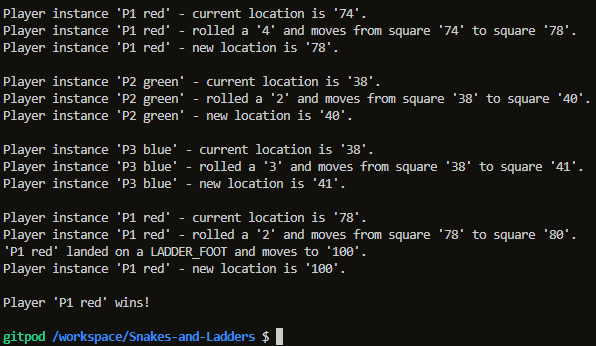 Player instance 'P1 red' - current location is '74'.
Player instance 'P1 red' - rolled a '4' and moves from square '74' to square '78'.
Player instance 'P1 red' - new location is '78'.

Player instance 'P2 green' - current location is '38'.
Player instance 'P2 green' - rolled a '2' and moves from square '38' to square '40'.
Player instance 'P2 green' - new location is '40'.

Player instance 'P3 blue' - current location is '38'.
Player instance 'P3 blue' - rolled a '3' and moves from square '38' to square '41'.
Player instance 'P3 blue' - new location is '41'.

Player instance 'P1 red' - current location is '78'.
Player instance 'P1 red' - rolled a '2' and moves from square '78' to square '80'.
'P1 red' landed on a LADDER_FOOT and moves to '100'.
Player instance 'P1 red' - new location is '100'.

Player 'P1 red' wins!

gitpod /workspace/Snakes-and-Ladders $